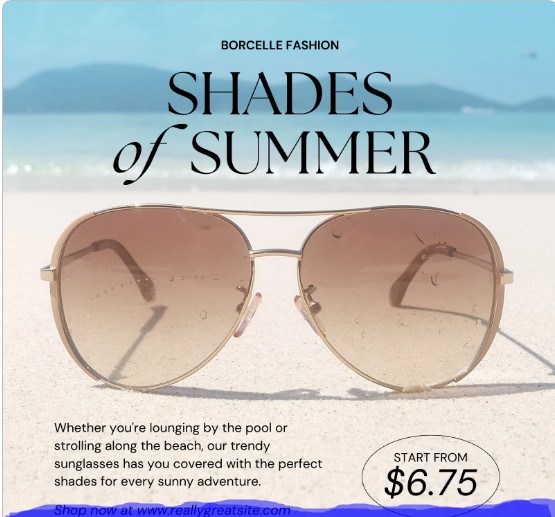 BORCELLE FASHION
SHADES
of SUMMER
Whether you're lounging by the pool or
strolling along the beach, our trendy
sunglasses has you covered with the perfect
shades for every sunny adventure.
START FROM
$6.75
Shop now at www.reallygreatsite.com